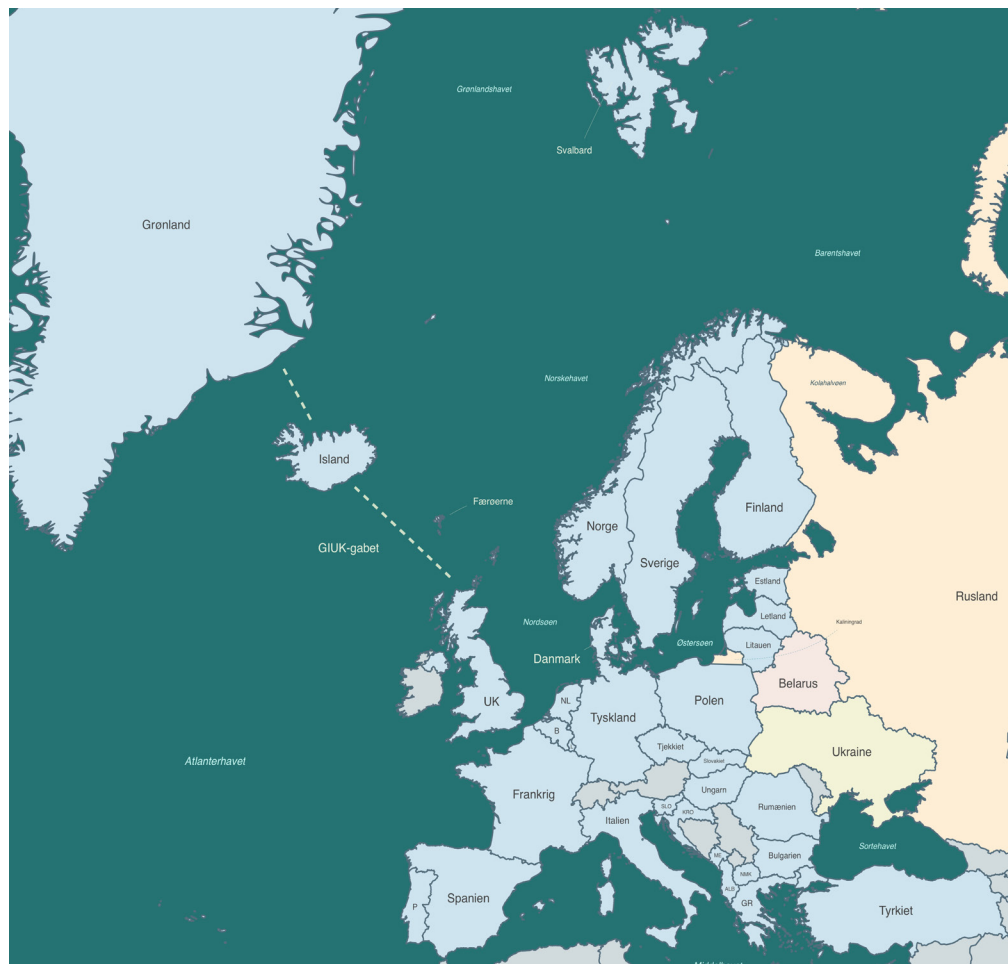 Grønlandshavet
Svalbard
Grønland
Barentshavet
Norskehavet
Kolahalvøen
Island
Færøerne
Norge
Finland
GIUK-gabet
Sverige
Estland
Rusland
Letland
Kaliningrad
Nordsøen
Østersøen
Litauen
Danmark
Belarus
NL
UK
Polen
Tyskland
B
Tjekkiet
Ukraine
Atlanterhavet
Slovakiet
Ungarn
Frankrig
SLO
KRO
Rumænien
Italien
Sortehavet
ME
Bulgarien
NMK
ALB
Spanien
P
GR
Tyrkiet